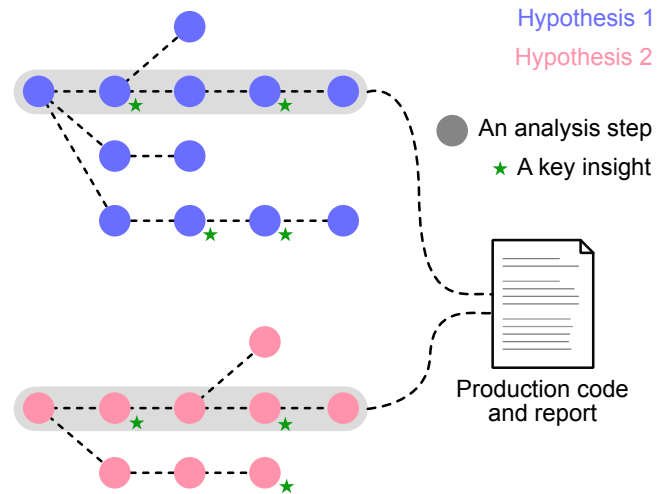 Hypothesis 1
Hypothesis 2
An analysis step
A key insight
Production code
and report